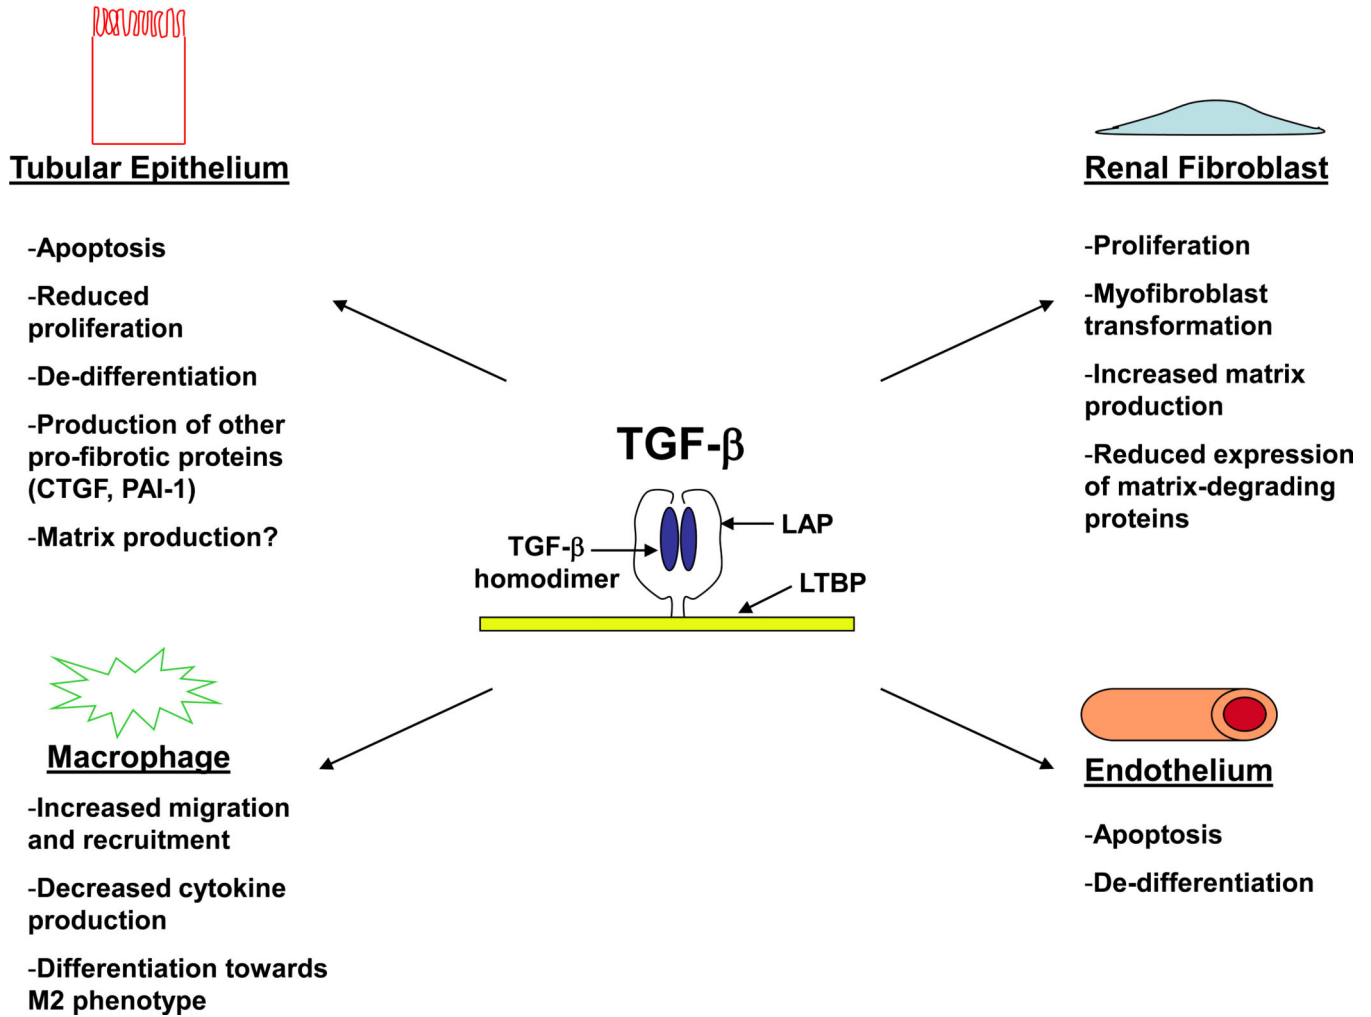 Tubular Epithelium
-Apoptosis
-Reduced
proliferation
-De-differentiation
-Production of other
pro-fibrotic proteins
(CTGF, PAI-1)
-Matrix production?
Renal Fibroblast
-Proliferation
-Myofibroblast
transformation
-Increased matrix
production
-Reduced expression
of matrix-degrading
proteins
TGF-β
LAP
TGF-β
homodimer
LTBP
Macrophage
-Increased migration
and recruitment
-Decreased cytokine
production
-Differentiation towards
M2 phenotype
Endothelium
-Apoptosis
-De-differentiation